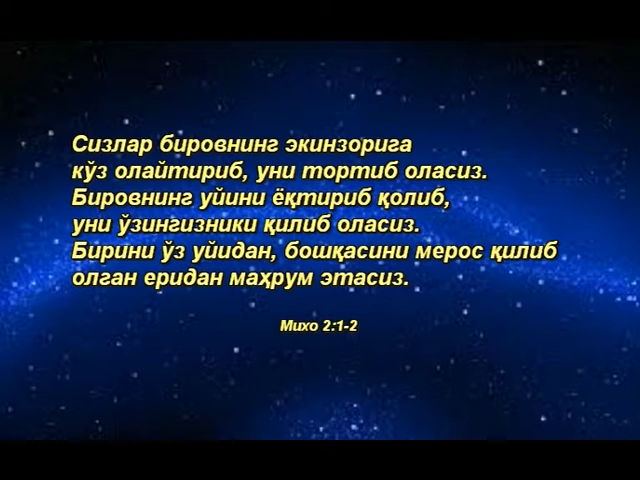 Сизлар бировнинг экинзорига
кўз олайтириб, уни тортиб оласиз.
Бировнинг уйини ёқтириб қолиб,
уни ўзингизники қилиб оласиз.
Бирини ўз уйидан, бошқасини мерос қилиб
олган еридан маҳрум этасиз.
Михо 2:1-2